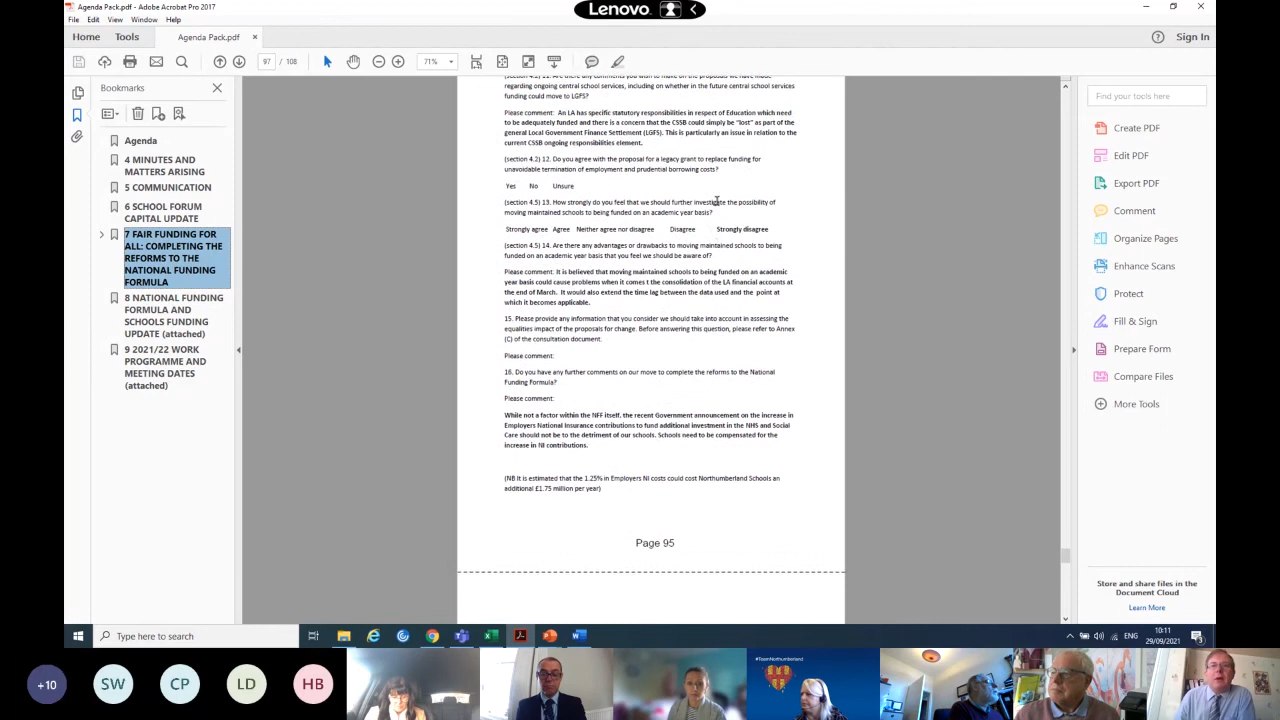 Agenda Pack.pdf - Adobe Acrobat Pro 2017
File Edit View Window Help
Lenovo
Home Tools Agenda Pack.pdf × Sign In
97 / 108 71%
Bookmarks
Agenda
4 MINUTES AND
MATTERS ARISING
5 COMMUNICATION
6 SCHOOL FORUM
CAPITAL UPDATE
7 FAIR FUNDING FOR
ALL: COMPLETING THE
REFORMS TO THE
NATIONAL FUNDING
FORMULA
8 NATIONAL FUNDING
FORMULA AND
SCHOOLS FUNDING
UPDATE (attached)
9 2021/22 WORK
PROGRAMME AND
MEETING DATES
(attached)
regarding ongoing central school services, including on whether in the future central school services
funding could move to LGFS?
Please comment: An LA has specific statutory responsibilities in respect of Education which need
to be adequately funded and there is a concern that the CSSB could simply be "lost" as part of the
general Local Government Finance Settlement (LGFS). This is particularly an issue in relation to the
current CSSB ongoing responsibilities element.
(section 4.2) 12. Do you agree with the proposal for a legacy grant to replace funding for
unavoidable termination of employment and prudential borrowing costs?
Yes No Unsure
(section 4.5) 13. How strongly do you feel that we should further investigate the possibility of
moving maintained schools to being funded on an academic year basis?
Strongly agree Agree Neither agree nor disagree Disagree Strongly disagree
(section 4.5) 14. Are there any advantages or drawbacks to moving maintained schools to being
funded on an academic year basis that you feel we should be aware of?
Please comment: It is believed that moving maintained schools to being funded on an academic
year basis could cause problems when it comes t the consolidation of the LA financial accounts at
the end of March. It would also extend the time lag between the data used and the point at
which it becomes applicable.
15. Please provide any information that you consider we should take into account in assessing the
equalities impact of the proposals for change. Before answering this question, please refer to Annex
(C) of the consultation document.
Please comment:
16. Do you have any further comments on our move to complete the reforms to the National
Funding Formula?
Please comment:
While not a factor within the NFF itself, the recent Government announcement on the increase in
Employers National Insurance contributions to fund additional investment in the NHS and Social
Care should not be to the detriment of our schools. Schools need to be compensated for the
increase in NI contributions.
(NB It is estimated that the 1.25% in Employers NI costs could cost Northumberland Schools an
additional £1.75 million per year)
Page 95
Find your tools here
Create PDF
Edit PDF
Export PDF
Comment
Organize Pages
Enhance Scans
Protect
Fill & Sign
Prepare Form
Compare Files
More Tools
Store and share files in the
Document Cloud
Learn More
Type here to search
ENG
10:11
29/09/2021
+10 SW CP LD HB
#TeamNorthumberland